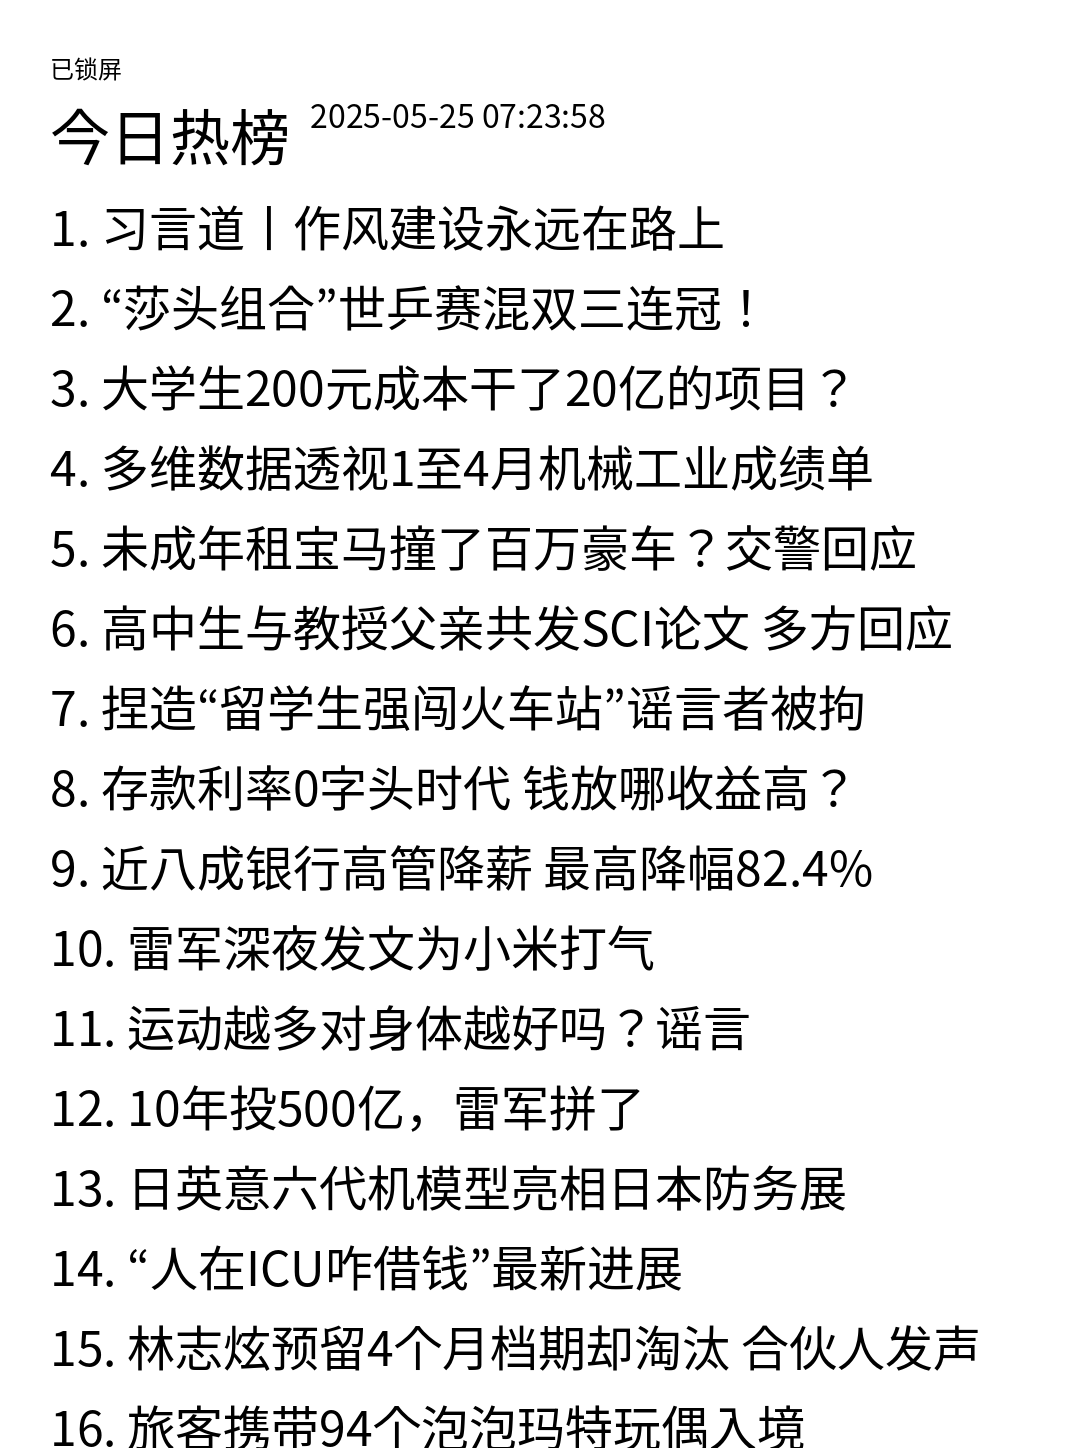 已锁屏
今日热榜 2025-05-25 07:23:58
1. 习言道丨作风建设永远在路上
2. “莎头组合”世乒赛混双三连冠！
3. 大学生200元成本干了20亿的项目？
4. 多维数据透视1至4月机械工业成绩单
5. 未成年租宝马撞了百万豪车？交警回应
6. 高中生与教授父亲共发SCI论文 多方回应
7. 捏造“留学生强闯火车站”谣言者被拘
8. 存款利率0字头时代 钱放哪收益高？
9. 近八成银行高管降薪 最高降幅82.4%
10. 雷军深夜发文为小米打气
11. 运动越多对身体越好吗？谣言
12. 10年投500亿，雷军拼了
13. 日英意六代机模型亮相日本防务展
14. “人在ICU咋借钱”最新进展
15. 林志炫预留4个月档期却淘汰 合伙人发声
16. 旅客携带94个泡泡玛特玩偶入境